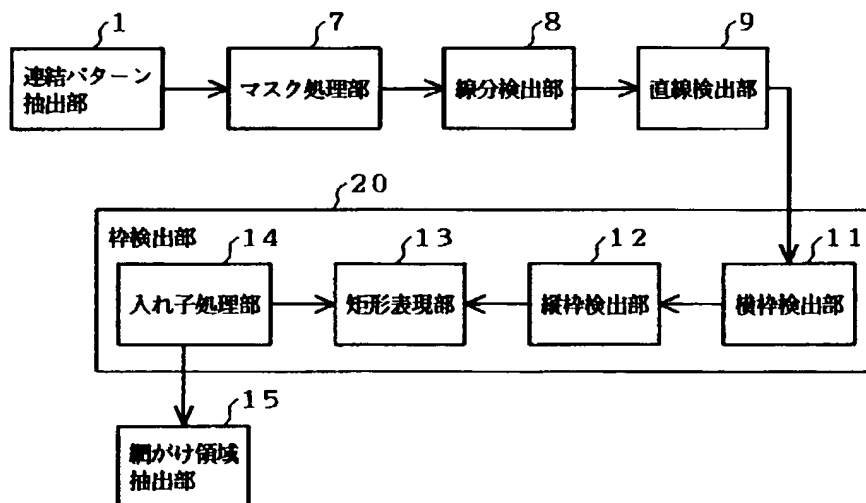 1
連結パターン
抽出部
7
マスク処理部
8
線分検出部
9
直線検出部
20
枠検出部
14
入れ子処理部
13
矩形表現部
12
縦枠検出部
11
横枠検出部
15
網がけ領域
抽出部